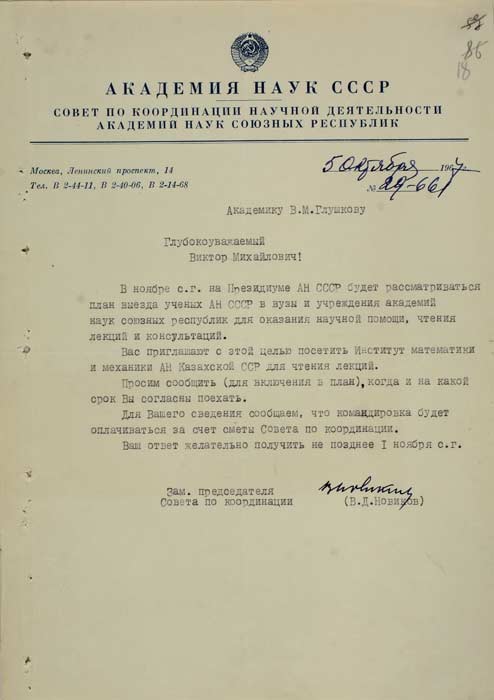 86
18
АКАДЕМИЯ НАУК СССР
СОВЕТ ПО КООРДИНАЦИИ НАУЧНОЙ ДЕЯТЕЛЬНОСТИ
АКАДЕМИЙ НАУК СОЮЗНЫХ РЕСПУБЛИК
Москва, Ленинский проспект, 14
5 Октября 1967 г.
Тел. В 2-44-11, В 2-40-06, В 2-14-68
№ 29-661
Академику В.М.Глушкову
Глубокоуважаемый
Виктор Михайлович!
В ноябре с.г. на Президиуме АН СССР будет рассматриваться
план выезда ученых АН СССР в вузы и учреждения академий
наук союзных республик для оказания научной помощи, чтения
лекций и консультаций.
Вас приглашают с этой целью посетить Институт математики
и механики АН Казахской ССР для чтения лекций.
Просим сообщить (для включения в план), когда и на какой
срок Вы согласны поехать.
Для Вашего сведения сообщаем, что командировка будет
оплачиваться за счет сметы Совета по координации.
Ваш ответ желательно получить не позднее I ноября с.г.
Зам. председателя
Совета по координации (В.Д.Новиков)